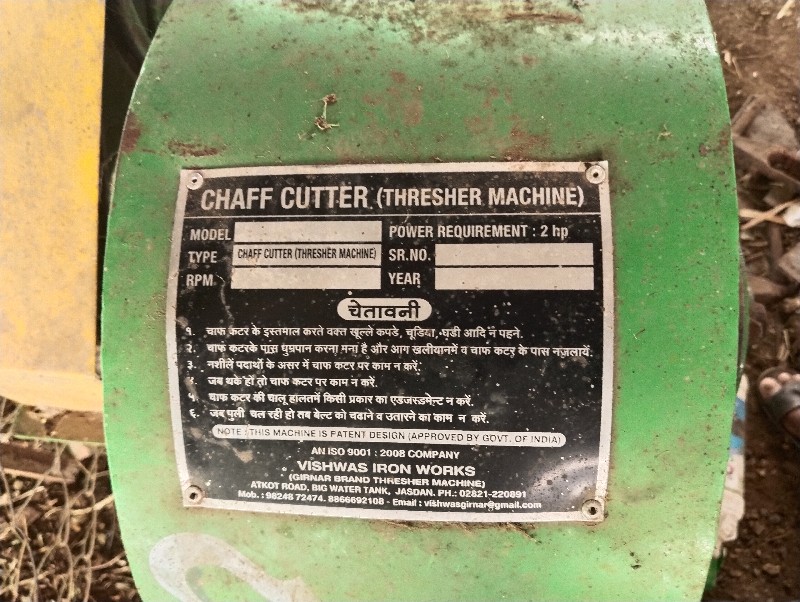 CHAFF CUTTER (THRESHER MACHINE)
MODEL
POWER REQUIREMENT : 2 hp
TYPE CHAFF CUTTER (THRESHER MACHINE) SR.NO.
RPM YEAR
चेतावनी
१. चाफ कटर के इस्तमाल करते वक्त खूल्ले कपडे, चूडिया, घडी आदि न पहने.
२. चाफ कटरके पास धुम्रपान करना मना है और आग खलीयानमें व चाफ कटर के पास नजलायें.
३. नशीलें पदार्थो के असर में चाफ कटर पर काम न करें.
४. जब थके हों तो चाफ कटर पर काम न करें.
५ चाफ कटर की चालू हालतमें किसी प्रकार का एडजस्डमेन्ट न करें.
६. जब पुली चल रही हो तब बेल्ट को चढाने व उतारने का काम न करें.
NOTE : THIS MACHINE IS PATENT DESIGN (APPROVED BY GOVT. OF INDIA)
AN ISO 9001 : 2008 COMPANY
VISHWAS IRON WORKS
(GIRNAR BRAND THRESHER MACHINE)
ATKOT ROAD, BIG WATER TANK, JASDAN. PH.: 02821-220891
Mob. : 98248 72474, 8866692108 - Email : vishwasgirnar@gmail.com